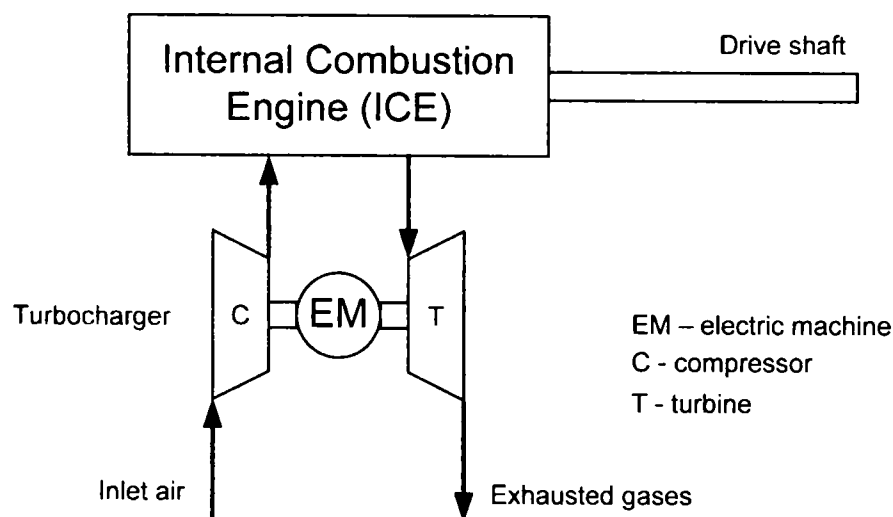 Internal Combustion
Engine (ICE)
Drive shaft
Turbocharger
C
EM
T
EM – electric machine
C - compressor
T - turbine
Inlet air
Exhausted gases